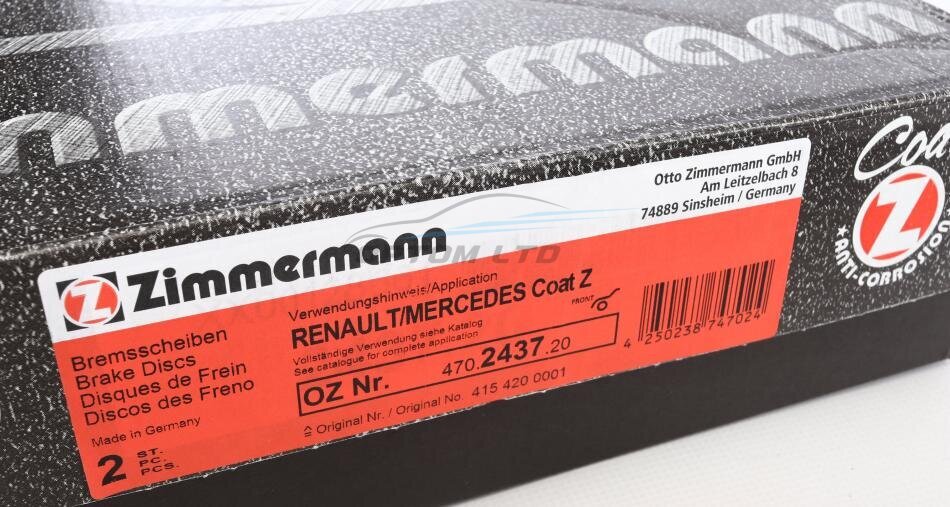 mmermann
Coat
Z
*ANTI-CORROSION
Otto Zimmermann GmbH
Am Leitzelbach 8
74889 Sinsheim / Germany
TOM LTD
Z Zimmermann
Bremsscheiben
Brake Discs
Disques de Frein
Discos des Freno
Made in Germany
2 ST.
PC.
PCS.
Verwendungshinweis/Application
RENAULT/MERCEDES Coat Z
Vollständige Verwendung siehe Katalog
See catalogue for complete application
FRONT
OZ Nr. 470.2437.20
≙ Original Nr. / Original No. 415 420 0001
4 250238 747024